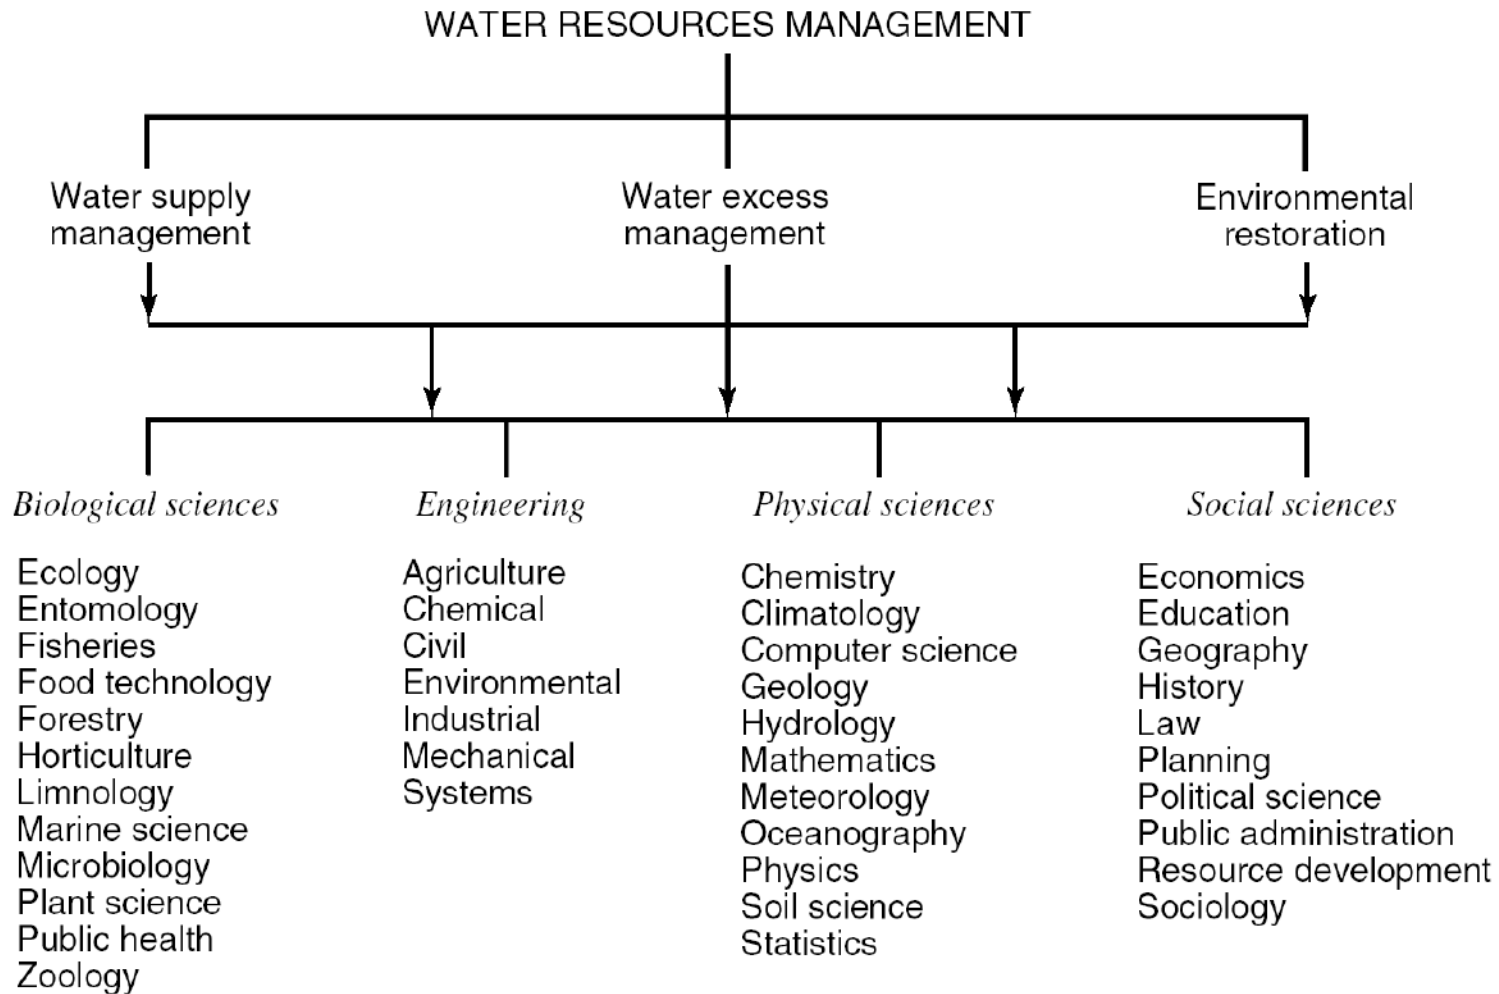 WATER RESOURCES MANAGEMENT
Water supply
management
Water excess
management
Environmental
restoration
Biological sciences
Ecology
Entomology
Fisheries
Food technology
Forestry
Horticulture
Limnology
Marine science
Microbiology
Plant science
Public health
Zoology
Engineering
Agriculture
Chemical
Civil
Environmental
Industrial
Mechanical
Systems
Physical sciences
Chemistry
Climatology
Computer science
Geology
Hydrology
Mathematics
Meteorology
Oceanography
Physics
Soil science
Statistics
Social sciences
Economics
Education
Geography
History
Law
Planning
Political science
Public administration
Resource development
Sociology